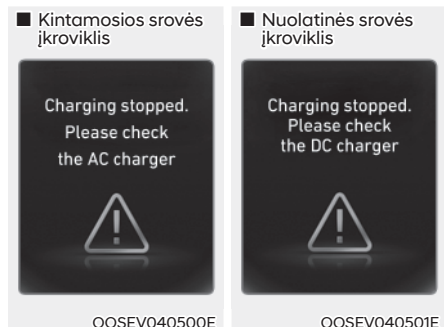 ■ Kintamosios srovės
įkroviklis
Charging stopped.
Please check
the AC charger
OOSEV040500E
■ Nuolatinės srovės
įkroviklis
Charging stopped.
Please check
the DC charger
OOSEV040501E